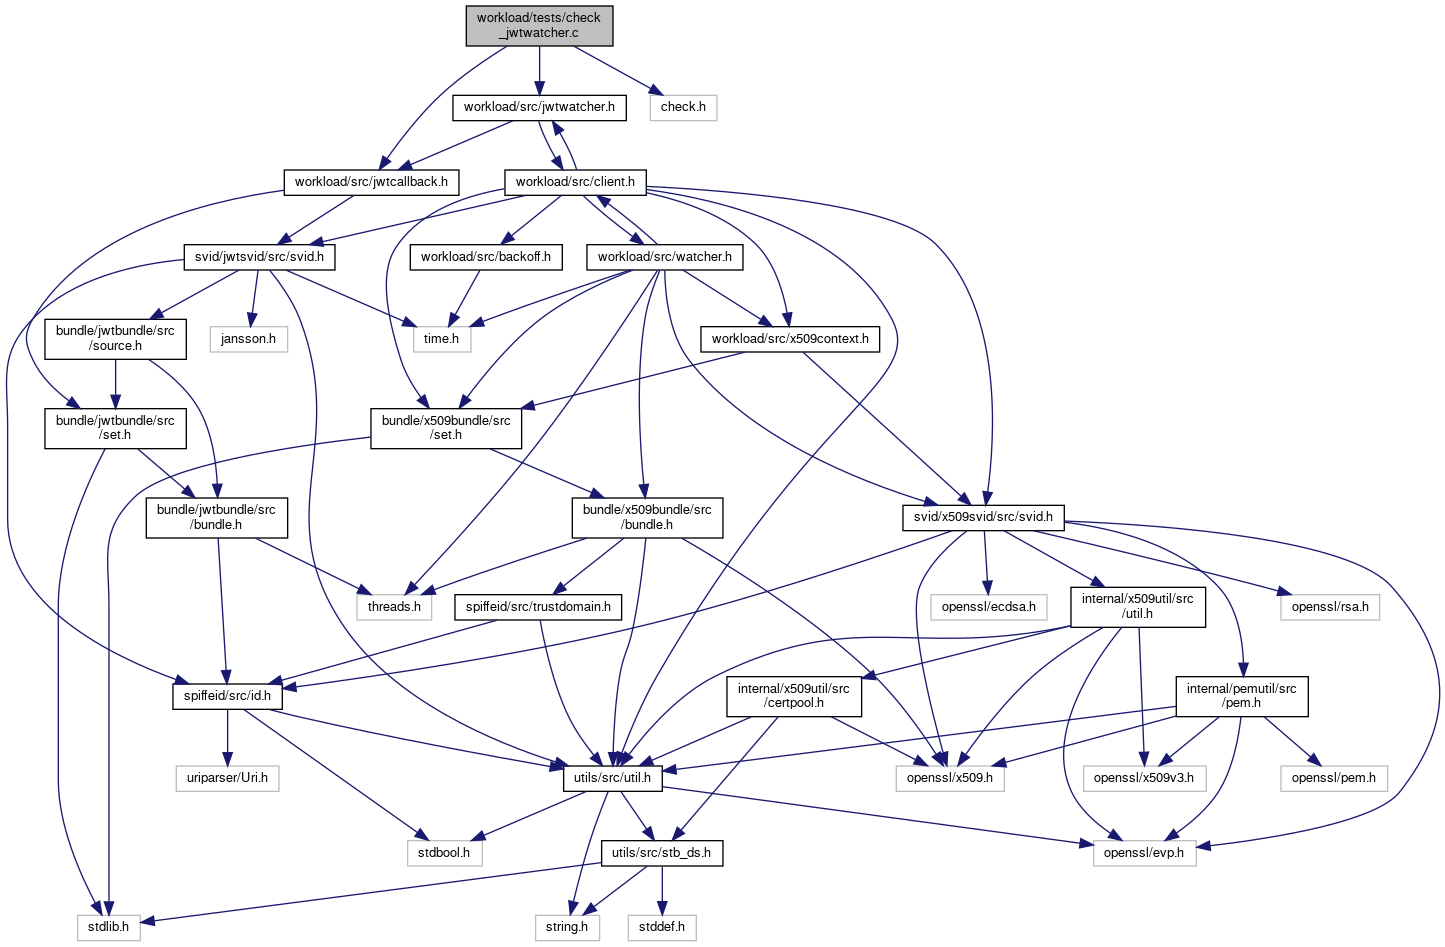 workload/tests/check
_jwtwatcher.c
workload/src/jwtwatcher.h
check.h
workload/src/jwtcallback.h
workload/src/client.h
svid/jwtsvid/src/svid.h
workload/src/backoff.h
workload/src/watcher.h
bundle/jwtbundle/src
/source.h
jansson.h
time.h
workload/src/x509context.h
bundle/jwtbundle/src
/set.h
bundle/x509bundle/src
/set.h
bundle/jwtbundle/src
/bundle.h
bundle/x509bundle/src
/bundle.h
svid/x509svid/src/svid.h
threads.h
spiffeid/src/trustdomain.h
openssl/ecdsa.h
internal/x509util/src
/util.h
openssl/rsa.h
spiffeid/src/id.h
internal/x509util/src
/certpool.h
internal/pemutil/src
/pem.h
uriparser/Uri.h
utils/src/util.h
openssl/x509.h
openssl/x509v3.h
openssl/pem.h
stdbool.h
utils/src/stb_ds.h
openssl/evp.h
stdlib.h
string.h
stddef.h